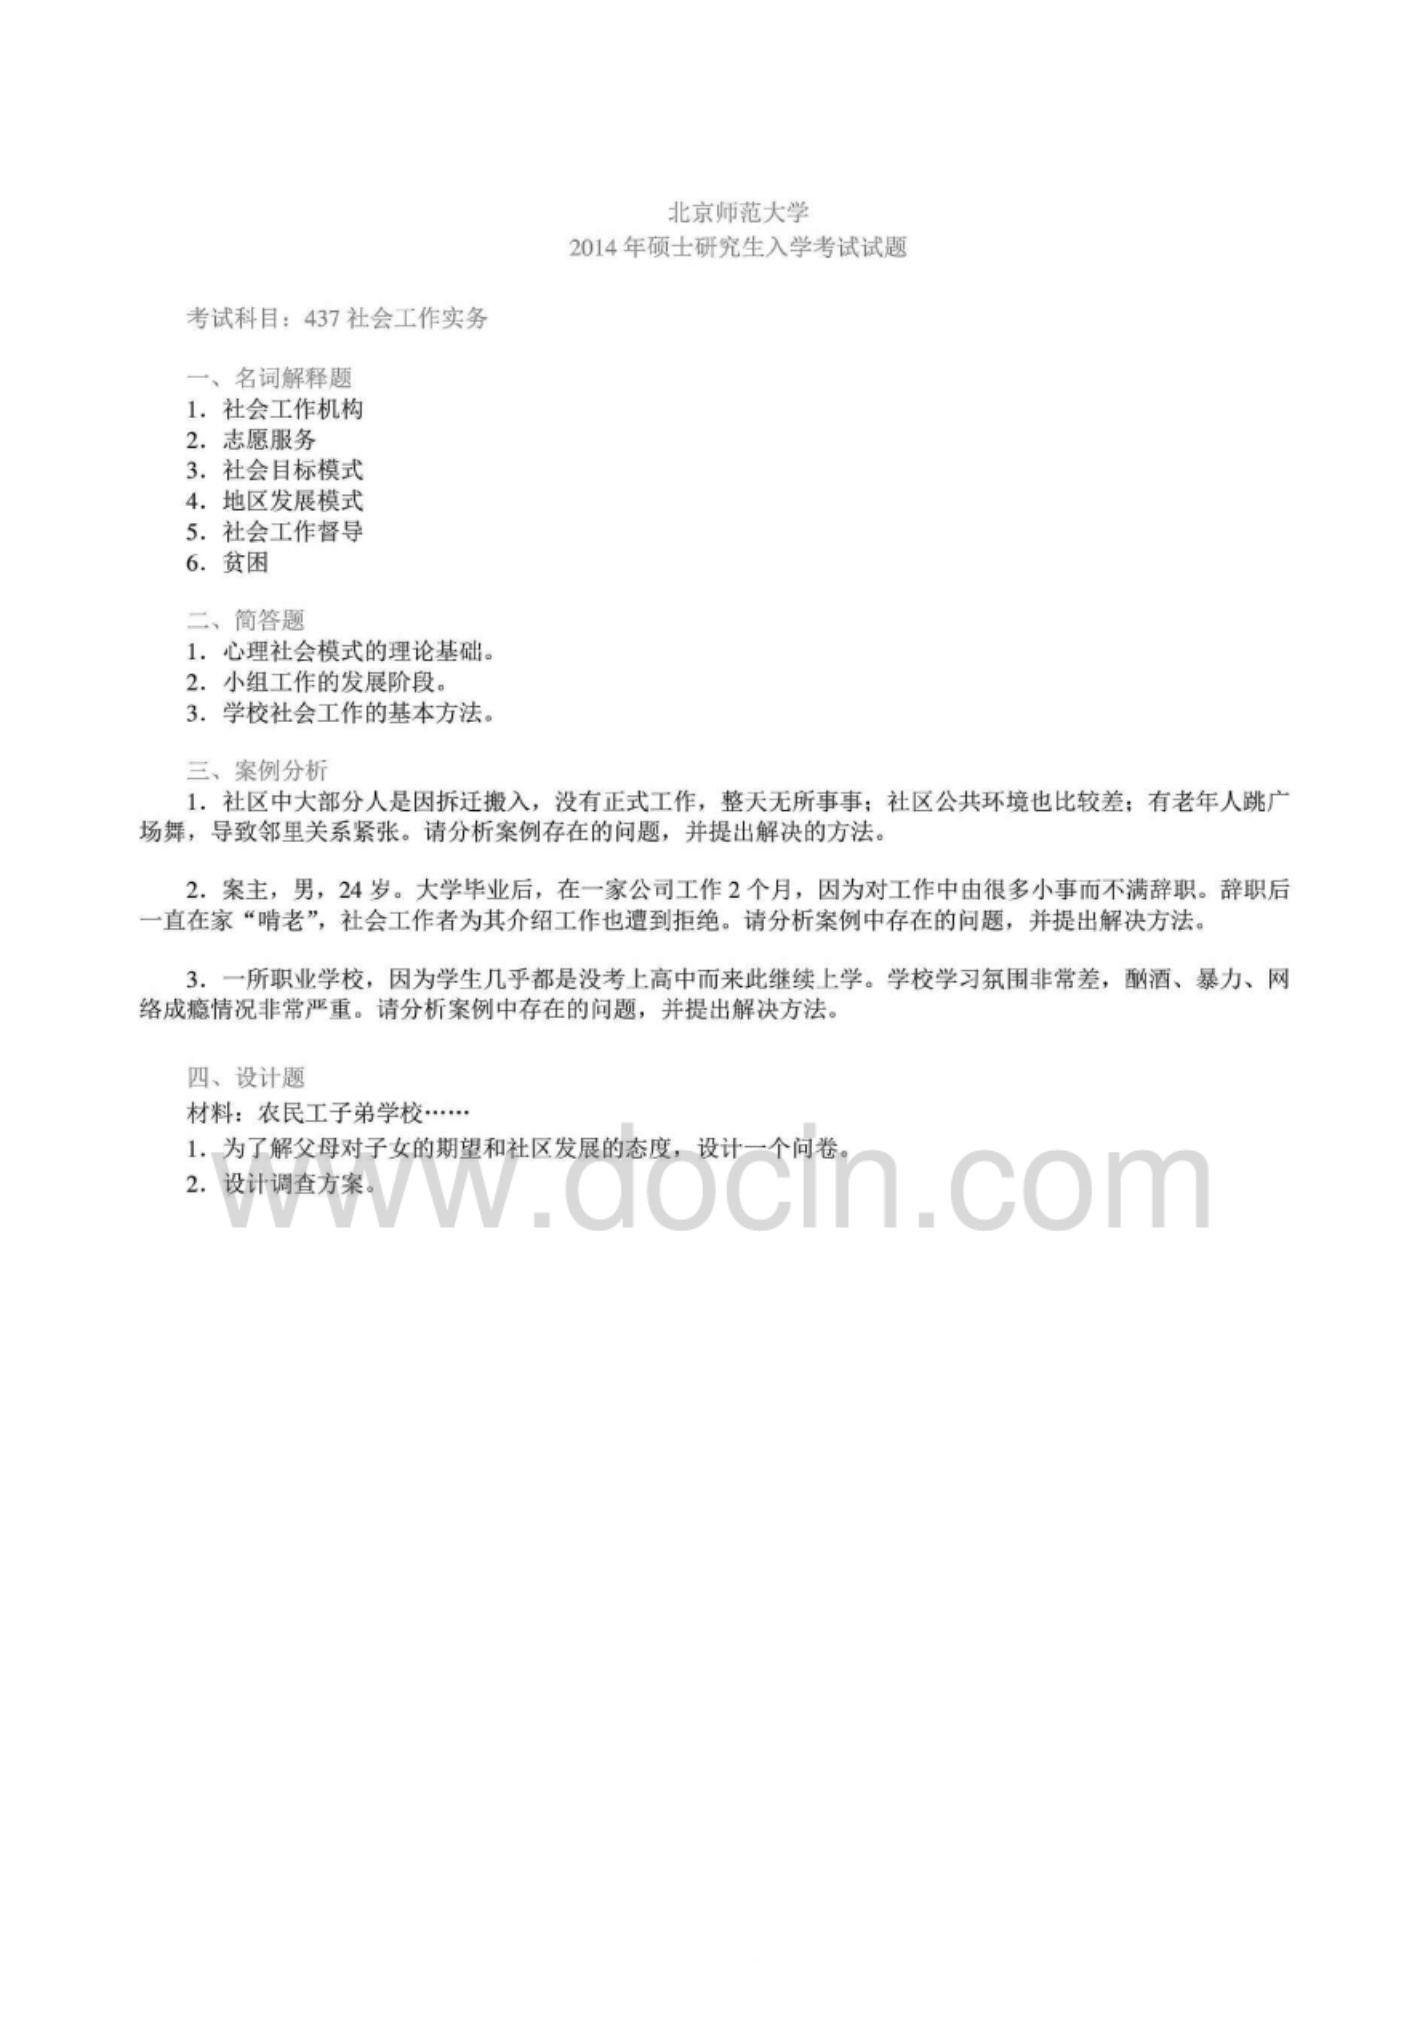 北京师范大学
2014 年硕士研究生入学考试试题
考试科目：437 社会工作实务
一、名词解释题
1．社会工作机构
2．志愿服务
3．社会目标模式
4．地区发展模式
5．社会工作督导
6．贫困
二、简答题
1．心理社会模式的理论基础。
2．小组工作的发展阶段。
3．学校社会工作的基本方法。
三、案例分析
1．社区中大部分人是因拆迁搬入，没有正式工作，整天无所事事；社区公共环境也比较差；有老年人跳广
场舞，导致邻里关系紧张。请分析案例存在的问题，并提出解决的方法。
2．案主，男，24 岁。大学毕业后，在一家公司工作 2 个月，因为对工作中由很多小事而不满辞职。辞职后
一直在家“啃老”，社会工作者为其介绍工作也遭到拒绝。请分析案例中存在的问题，并提出解决方法。
3．一所职业学校，因为学生几乎都是没考上高中而来此继续上学。学校学习氛围非常差，酗酒、暴力、网
络成瘾情况非常严重。请分析案例中存在的问题，并提出解决方法。
四、设计题
材料：农民工子弟学校……
1．为了解父母对子女的期望和社区发展的态度，设计一个问卷。
2．设计调查方案。
www.docin.com